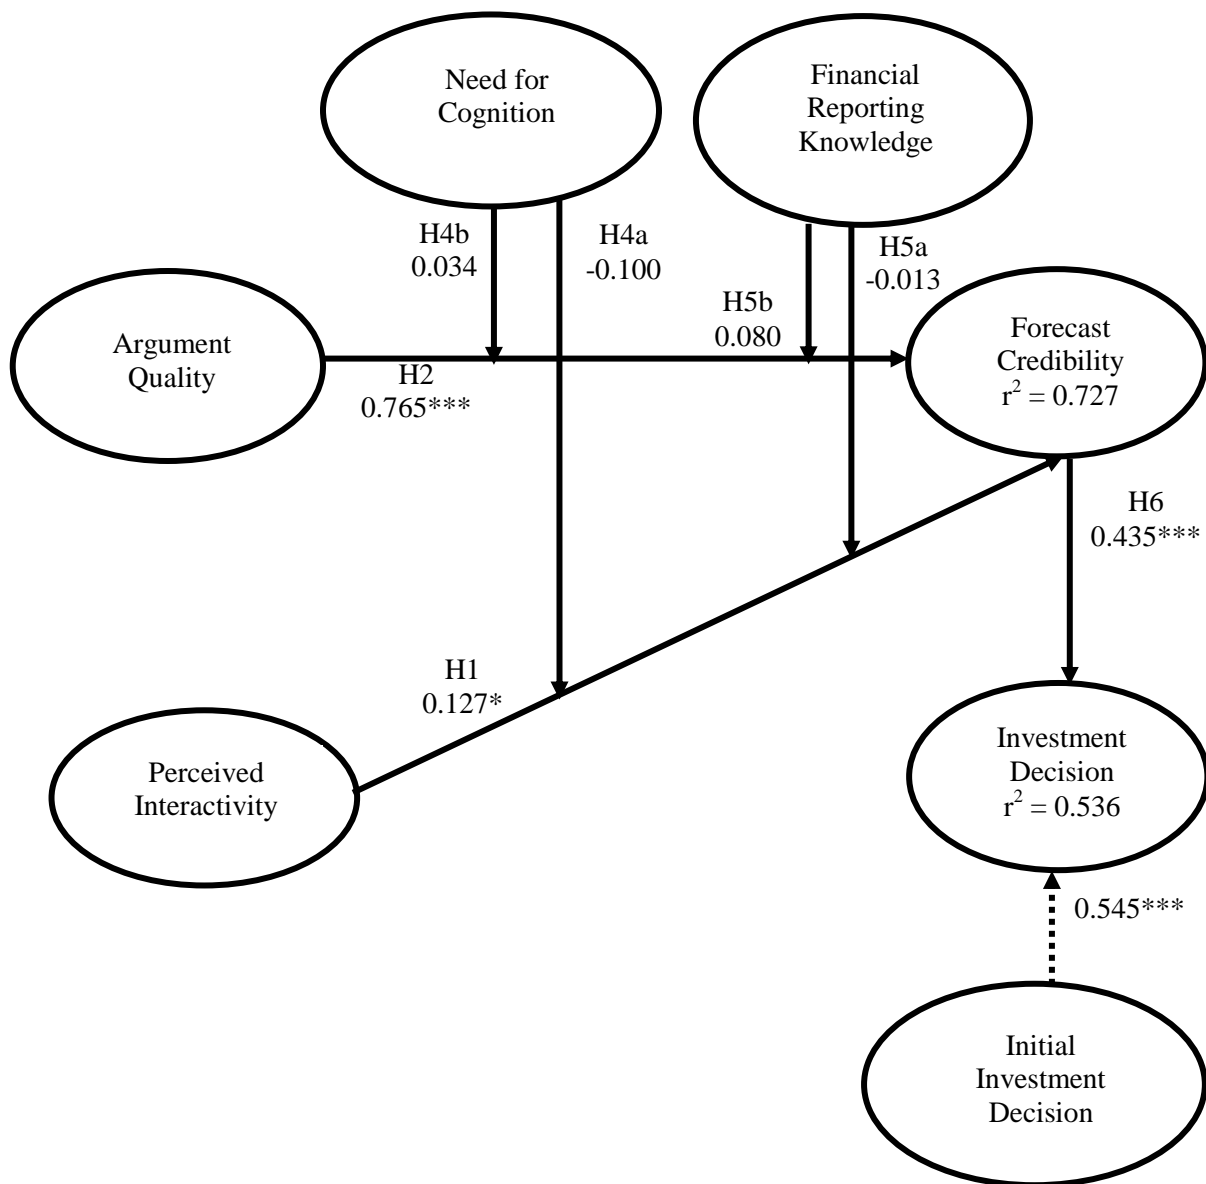 Need for
Cognition
Financial
Reporting
Knowledge
H4b
0.034
H4a
-0.100
H5a
-0.013
H5b
0.080
Argument
Quality
H2
0.765***
Forecast
Credibility
r² = 0.727
H6
0.435***
H1
0.127*
Perceived
Interactivity
Investment
Decision
r² = 0.536
0.545***
Initial
Investment
Decision